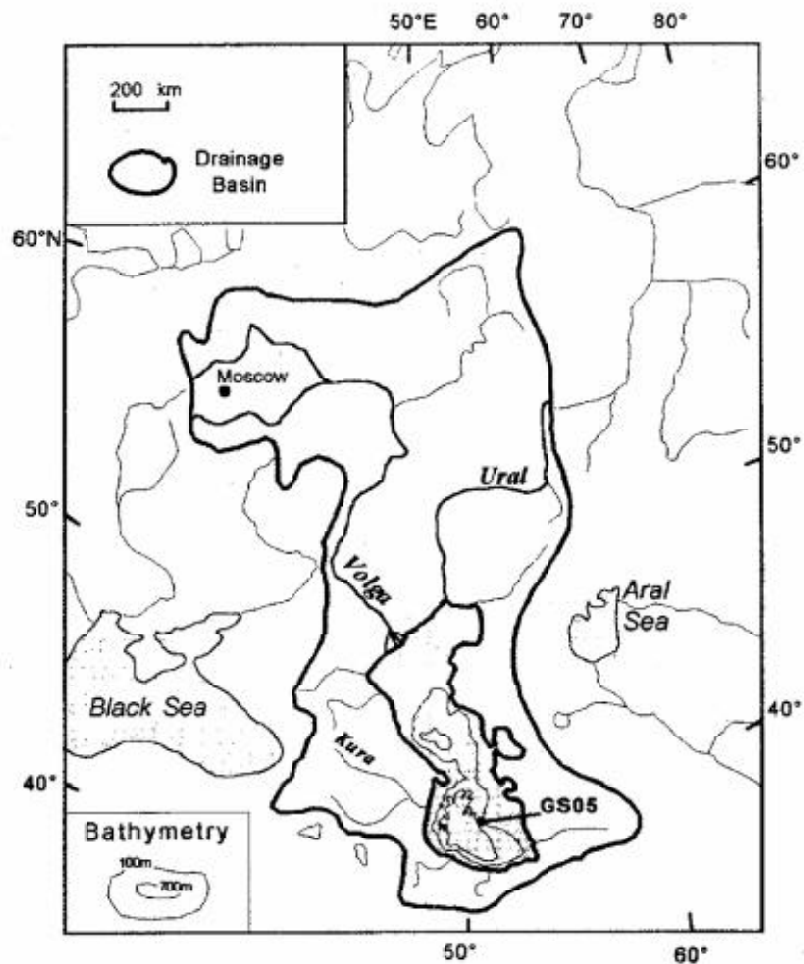 50°E 60° 70° 80°
200 km
Drainage
Basin
60°
60°N
Moscow
50°
Ural
50°
Volga
Aral
Sea
Black Sea
40°
Kura
40°
GS05
Bathymetry
100m
700m
50°
60°